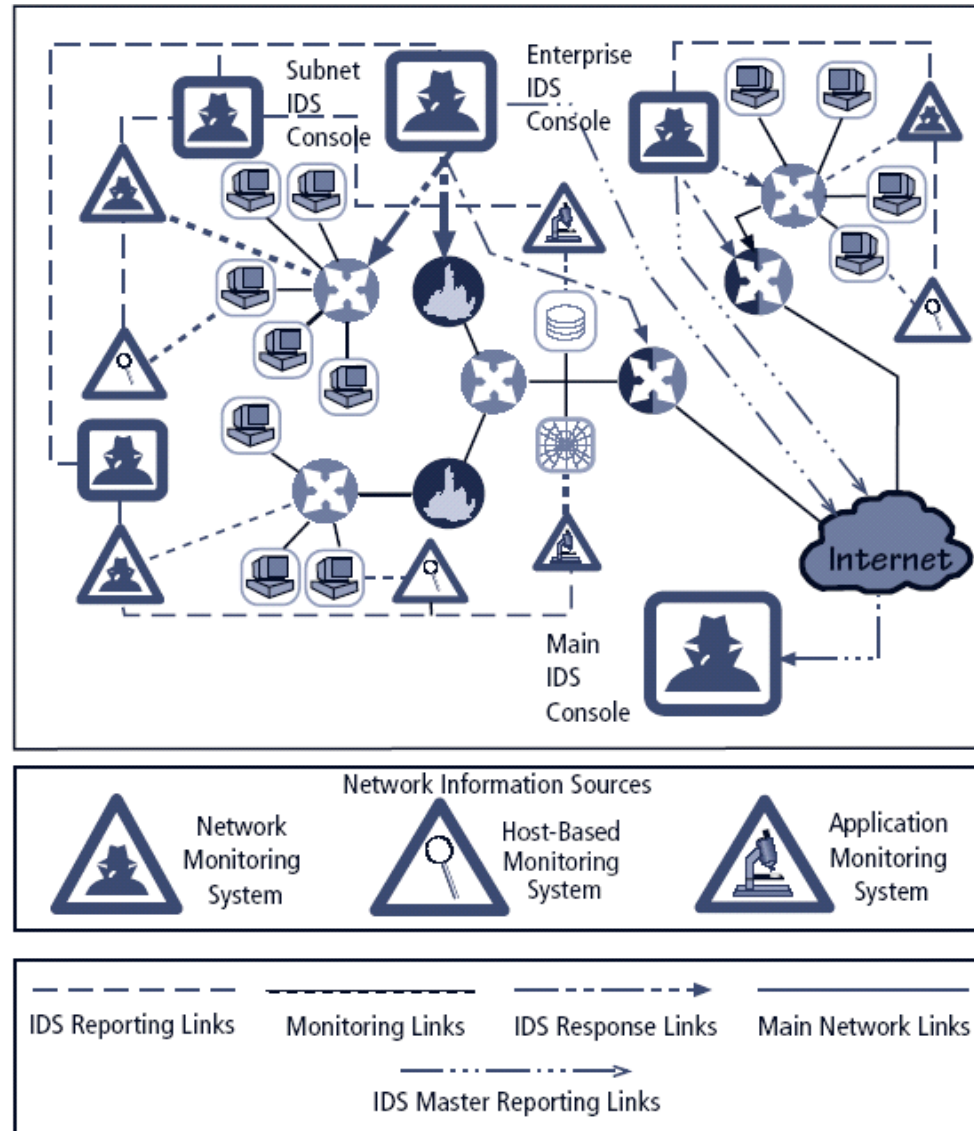 Subnet
IDS
Console
Enterprise
IDS
Console
Internet
Main
IDS
Console
Network Information Sources
Network
Monitoring
System
Host-Based
Monitoring
System
Application
Monitoring
System
IDS Reporting Links
Monitoring Links
IDS Response Links
Main Network Links
IDS Master Reporting Links